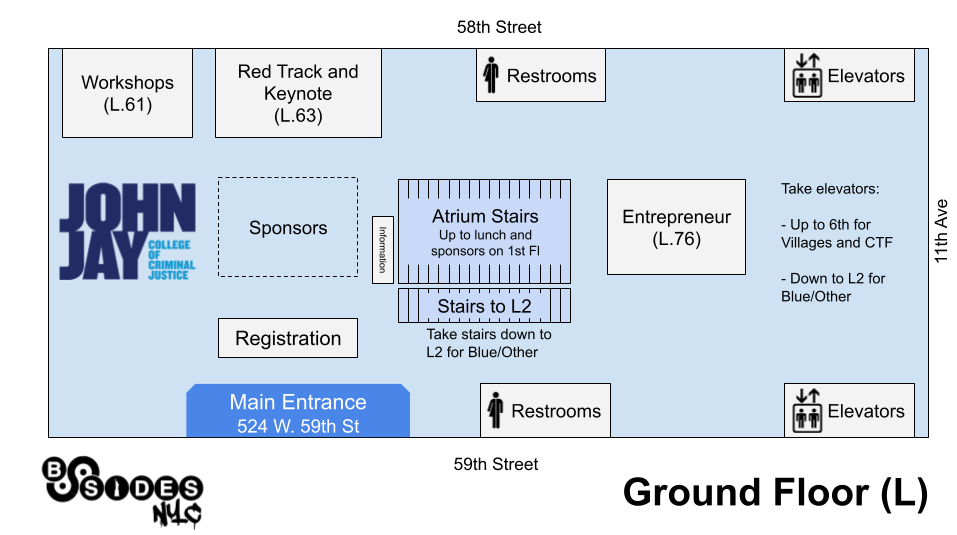 58th Street
Workshops
(L.61)
Red Track and
Keynote
(L.63)
Restrooms
Elevators
JOHN
JAY
COLLEGE
OF
CRIMINAL
JUSTICE
Sponsors
Information
Atrium Stairs
Up to lunch and
sponsors on 1st Fl
Entrepreneur
(L.76)
Take elevators:
- Up to 6th for
Villages and CTF
- Down to L2 for
Blue/Other
11th Ave
Stairs to L2
Take stairs down to
L2 for Blue/Other
Registration
Main Entrance
524 W. 59th St
Restrooms
Elevators
59th Street
BSIDES
NYC
Ground Floor (L)